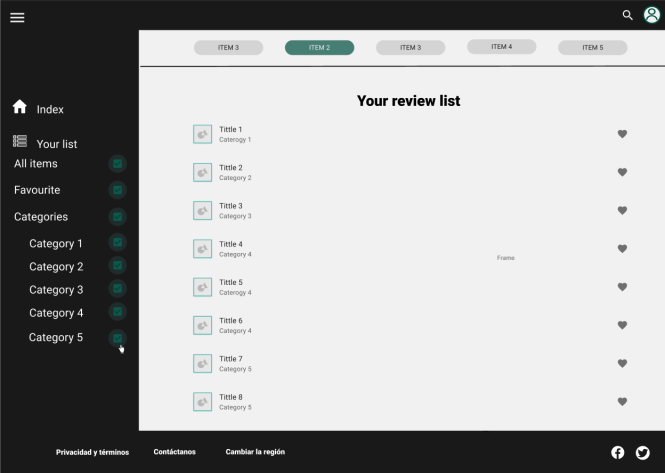 ITEM 3
ITEM 2
ITEM 3
ITEM 4
ITEM 5
Index
Your list
All items
Favourite
Categories
Category 1
Category 2
Category 3
Category 4
Category 5
Your review list
Tittle 1
Caterogy 1
Tittle 2
Category 2
Tittle 3
Category 3
Tittle 4
Category 4
Frame
Tittle 5
Caterogy 4
Tittle 6
Category 4
Tittle 7
Category 5
Tittle 8
Category 5
Privacidad y términos
Contáctanos
Cambiar la región